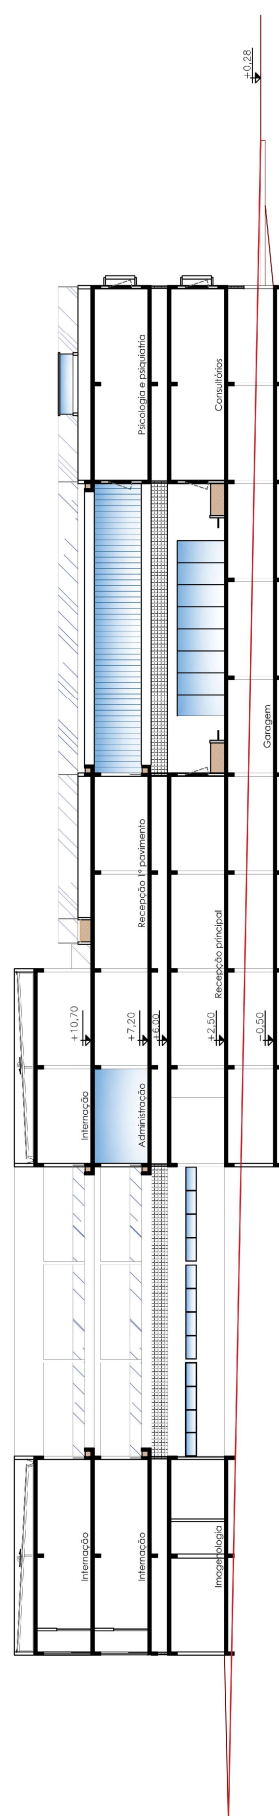 Internação
Internação
+10,70
Internação
Administração
+7,20
Recepção 1º pavimento
Psicologia e psiquiatria
+6,00
Imagenologia
+2,50
Recepção principal
Consultórios
+0,28
-0,50
Garagem